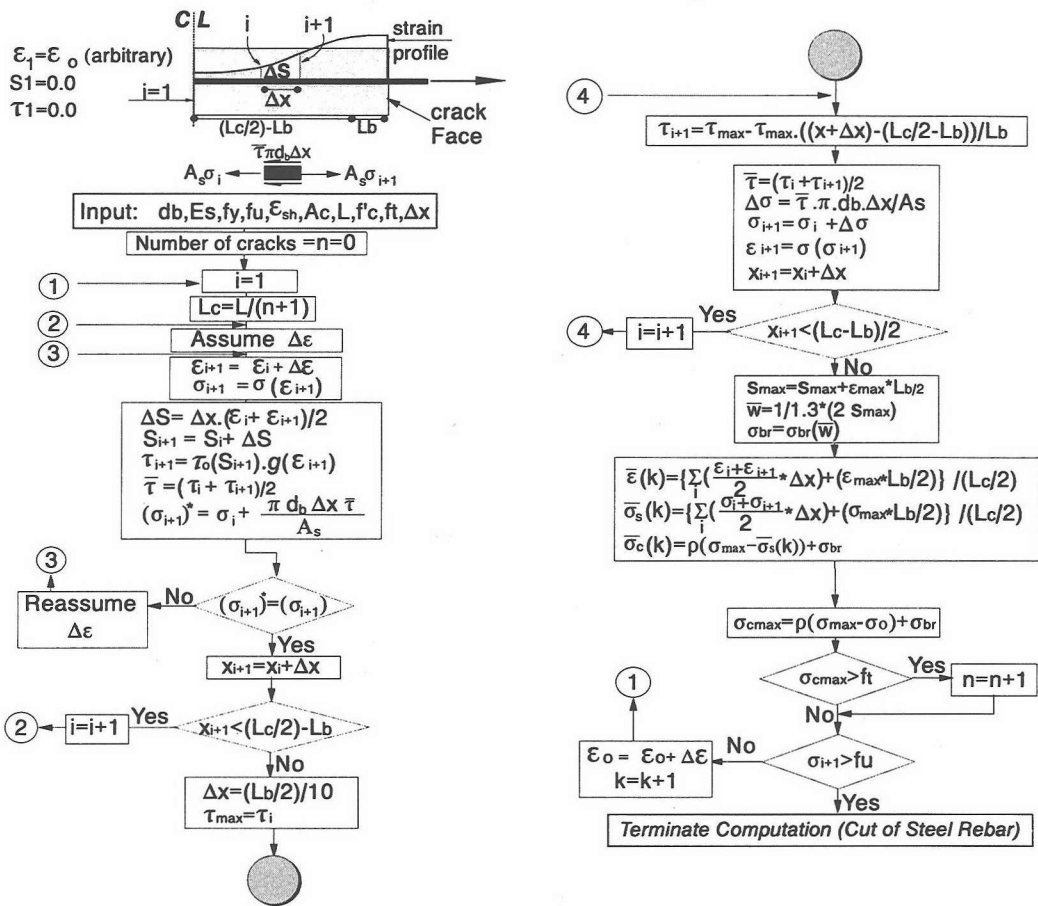 C L
i
i+1
strain
profile
ε1=εo (arbitrary)
S1=0.0
τ1=0.0
i=1
ΔS
Δx
crack
Face
(Lc/2)-Lb
Lb
τ̅πdbΔx
Asσi
Asσi+1
Input: db,Es,fy,fu,εsh,Ac,L,f'c,ft,Δx
Number of cracks =n=0
1
i=1
Lc=L/(n+1)
2
Assume Δε
3
εi+1= εi+ Δε
σi+1 =σ (εi+1)
ΔS= Δx.(εi+ εi+1)/2
Si+1 = Si+ ΔS
τi+1= τo(Si+1).g(εi+1)
τ̅ =(τi+ τi+1)/2
(σi+1)*= σi+ π db Δx τ̅ / As
3
Reassume
Δε
No
(σi+1)*=(σi+1)
Yes
xi+1=xi+Δx
2
i=i+1
Yes
xi+1<(Lc/2)-Lb
No
Δx=(Lb/2)/10
τmax=τi
4
τi+1=τmax-τmax.((x+Δx)-(Lc/2-Lb))/Lb
τ̅=(τi+τi+1)/2
Δσ= τ̅ .π.db.Δx/As
σi+1=σi +Δσ
εi+1=σ (σi+1)
xi+1=xi+Δx
4
i=i+1
Yes
xi+1<(Lc-Lb)/2
No
smax=smax+εmax*Lb/2
w̅=1/1.3*(2 smax)
σbr=σbr(w̅)
ε̅(k)={∑i(εi+εi+1/2*Δx)+(εmax*Lb/2)} /(Lc/2)
σ̅s(k)={∑i(σi+σi+1/2*Δx)+(σmax*Lb/2)} /(Lc/2)
σ̅c(k)=ρ(σmax-σ̅s(k))+σbr
σcmax=ρ(σmax-σo)+σbr
σcmax>ft
Yes
n=n+1
No
1
εo= εo+ Δε
k=k+1
No
σi+1>fu
Yes
Terminate Computation (Cut of Steel Rebar)